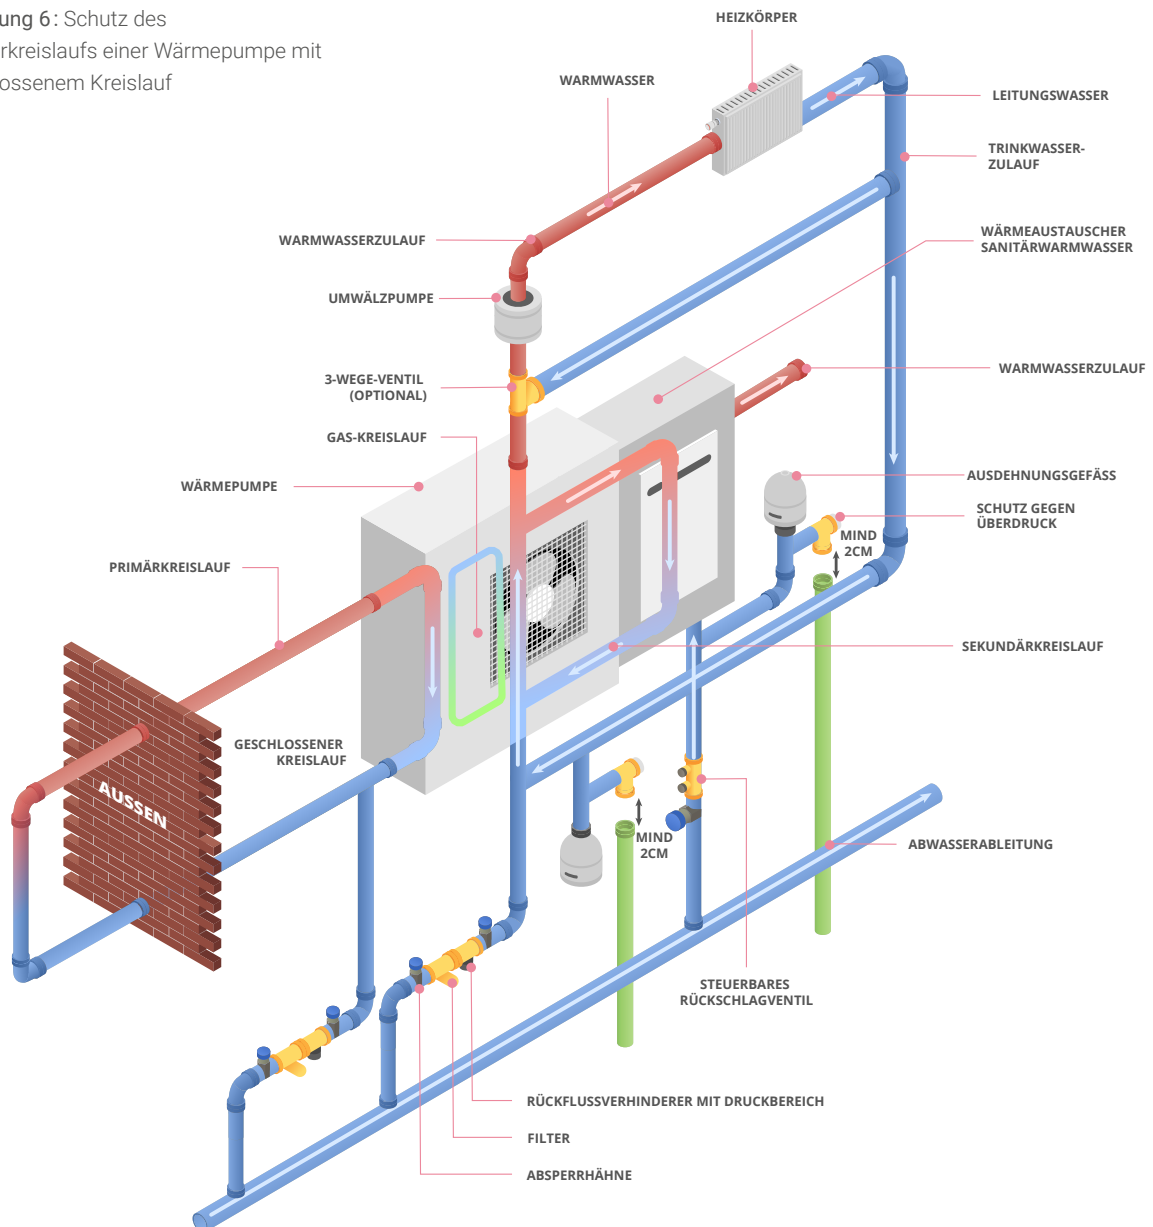 ung 6: Schutz des
rkreislaufs einer Wärmepumpe mit
ossenem Kreislauf
HEIZKÖRPER
WARMWASSER
LEITUNGSWASSER
TRINKWASSER-
ZULAUF
WARMWASSERZULAUF
WÄRMEAUSTAUSCHER
SANITÄRWARMWASSER
UMWÄLZPUMPE
3-WEGE-VENTIL
(OPTIONAL)
WARMWASSERZULAUF
GAS-KREISLAUF
WÄRMEPUMPE
AUSDEHNUNGSGEFÄSS
SCHUTZ GEGEN
ÜBERDRUCK
MIND
2CM
PRIMÄRKREISLAUF
SEKUNDÄRKREISLAUF
GESCHLOSSENER
KREISLAUF
AUSSEN
MIND
2CM
ABWASSERABLEITUNG
STEUERBARES
RÜCKSCHLAGVENTIL
RÜCKFLUSSVERHINDERER MIT DRUCKBEREICH
FILTER
ABSPERRHÄHNE